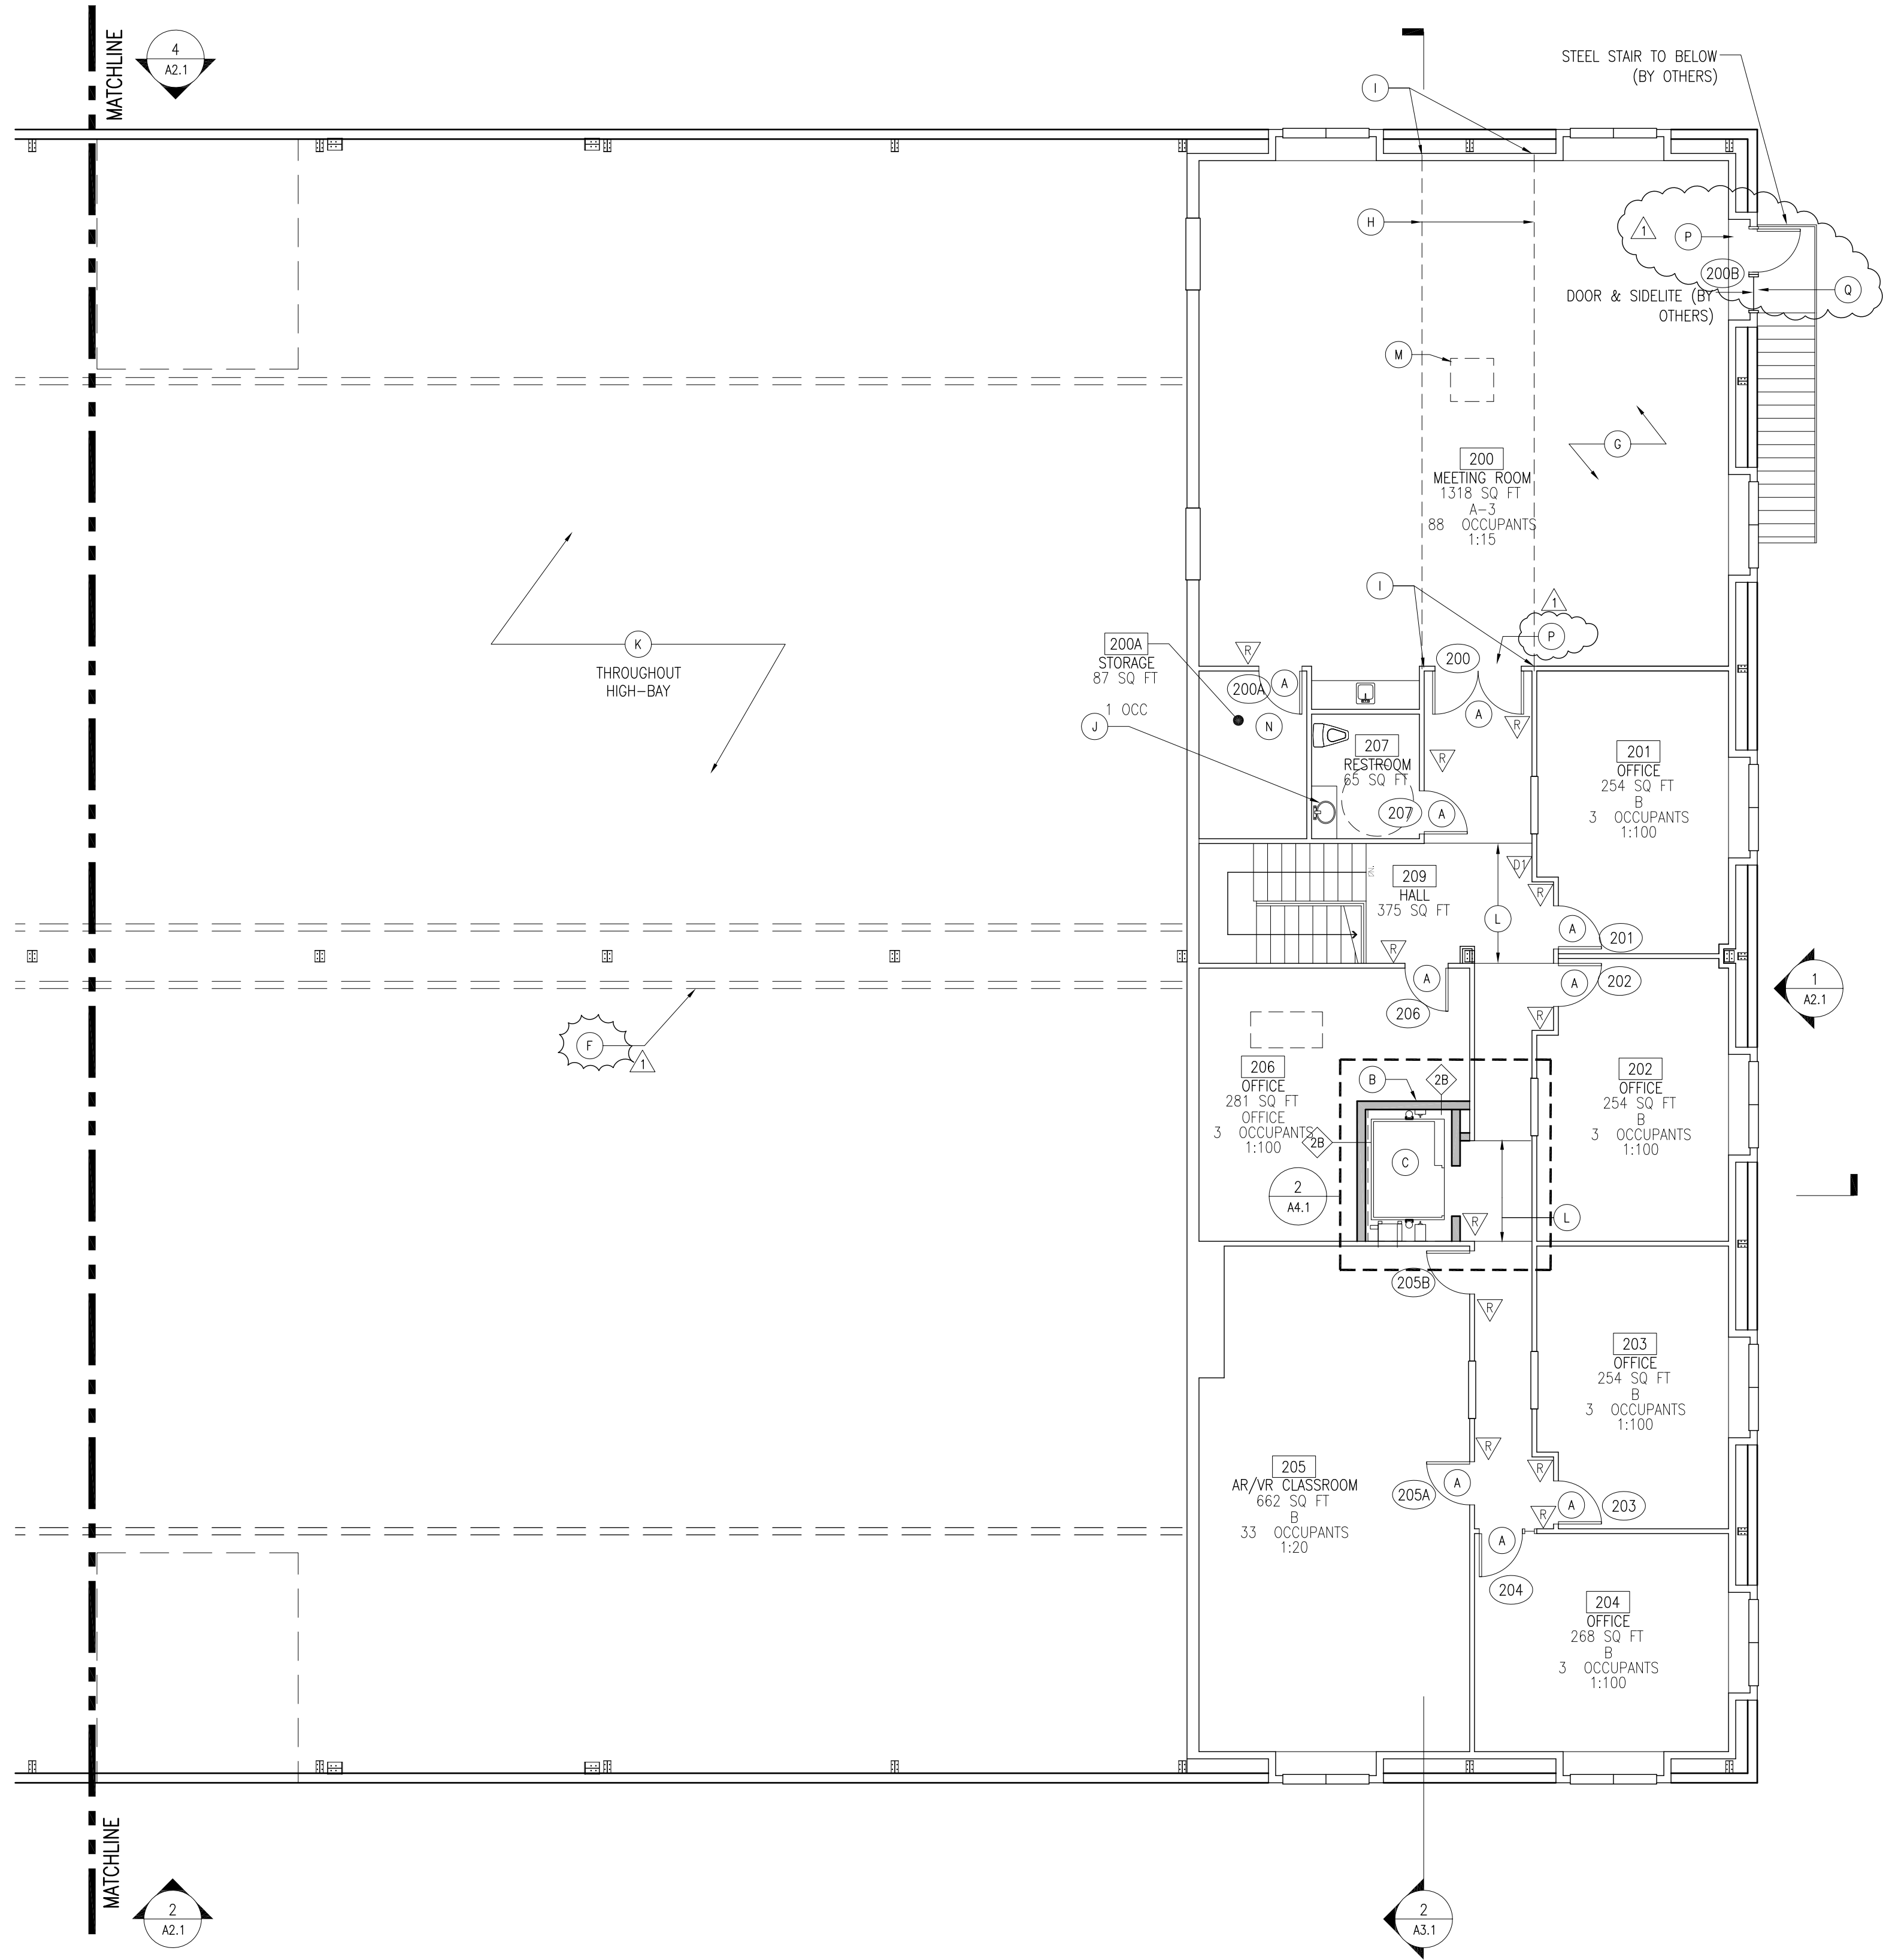 MATCHLINE
4
A2.1
STEEL STAIR TO BELOW
(BY OTHERS)
I
H
1
P
200B
Q
DOOR & SIDELITE (BY
OTHERS)
M
G
200
MEETING ROOM
1318 SQ FT
A-3
88 OCCUPANTS
1:15
I
1
P
K
THROUGHOUT
HIGH-BAY
200A
STORAGE
87 SQ FT
1 OCC
J
R
200A
A
N
200
A
R
207
RESTROOM
65 SQ FT
R
207
A
201
OFFICE
254 SQ FT
B
3 OCCUPANTS
1:100
209
HALL
375 SQ FT
D1
R
L
A
201
R
A
206
A
202
R
1
A2.1
F
1
206
OFFICE
281 SQ FT
OFFICE
3 OCCUPANTS
1:100
B
2B
2B
C
2
A4.1
R
L
202
OFFICE
254 SQ FT
B
3 OCCUPANTS
1:100
205B
R
203
OFFICE
254 SQ FT
B
3 OCCUPANTS
1:100
205
AR/VR CLASSROOM
662 SQ FT
B
33 OCCUPANTS
1:20
R
A
205A
R
R
A
203
A
204
204
OFFICE
268 SQ FT
B
3 OCCUPANTS
1:100
MATCHLINE
2
A2.1
2
A3.1